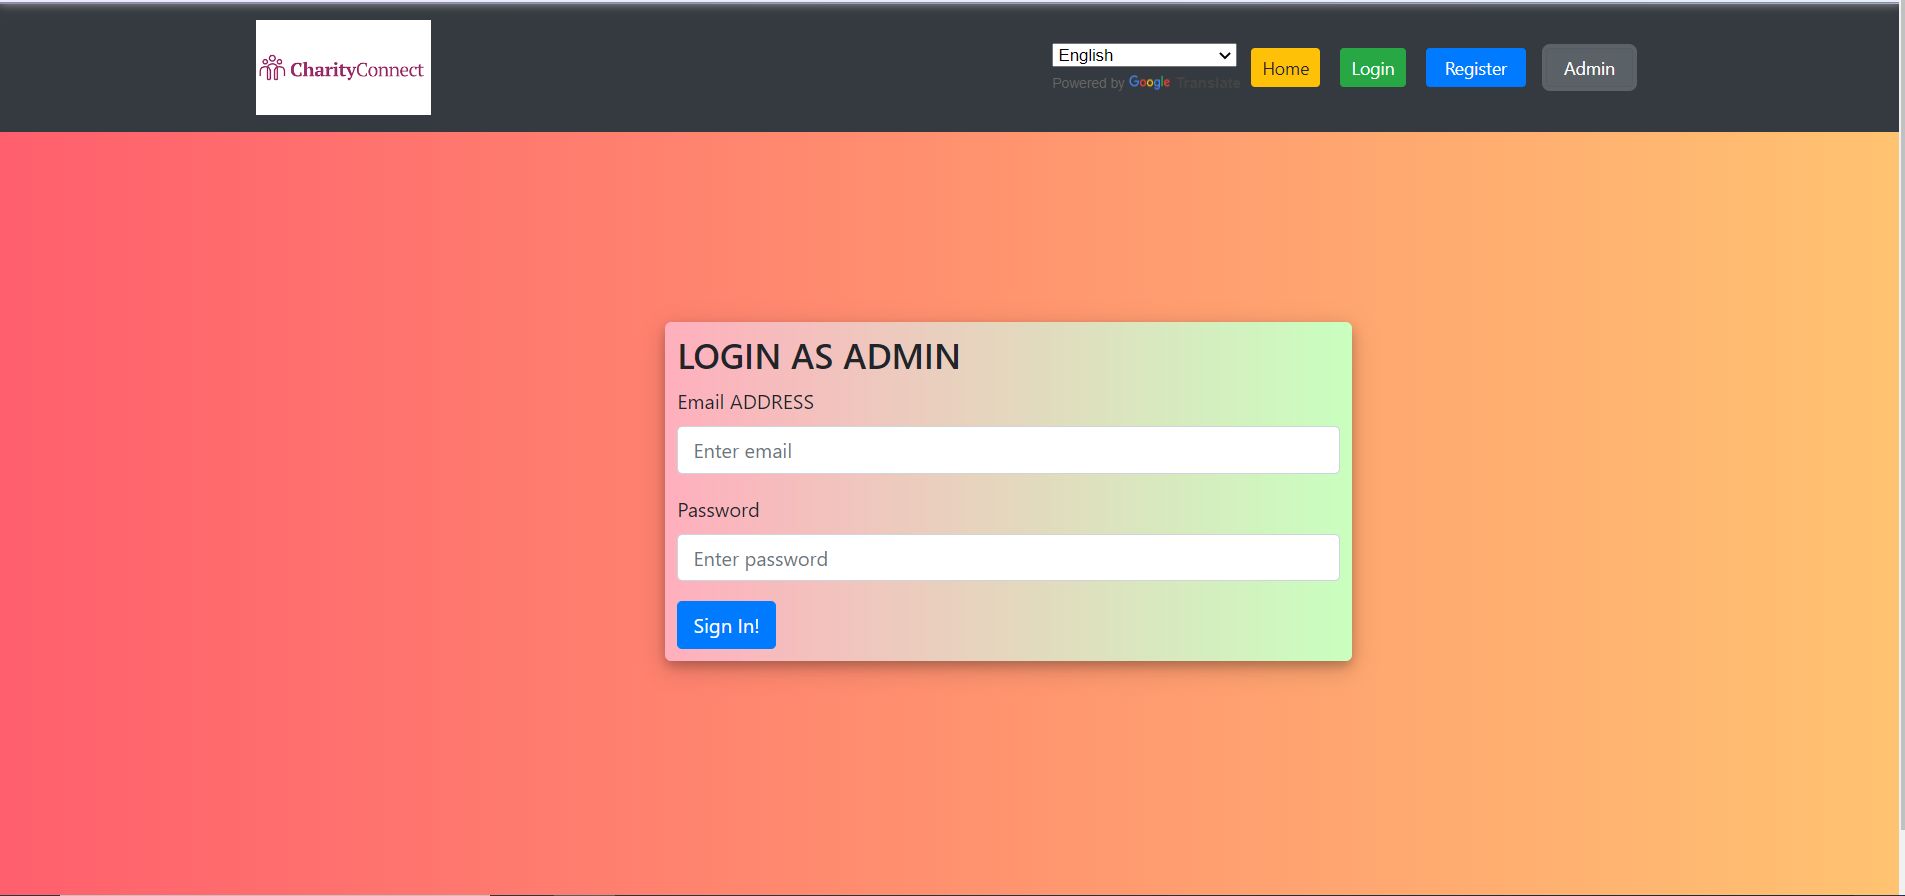 CharityConnect
English
Powered by Google Translate
Home
Login
Register
Admin
LOGIN AS ADMIN
Email ADDRESS
Enter email
Password
Enter password
Sign In!